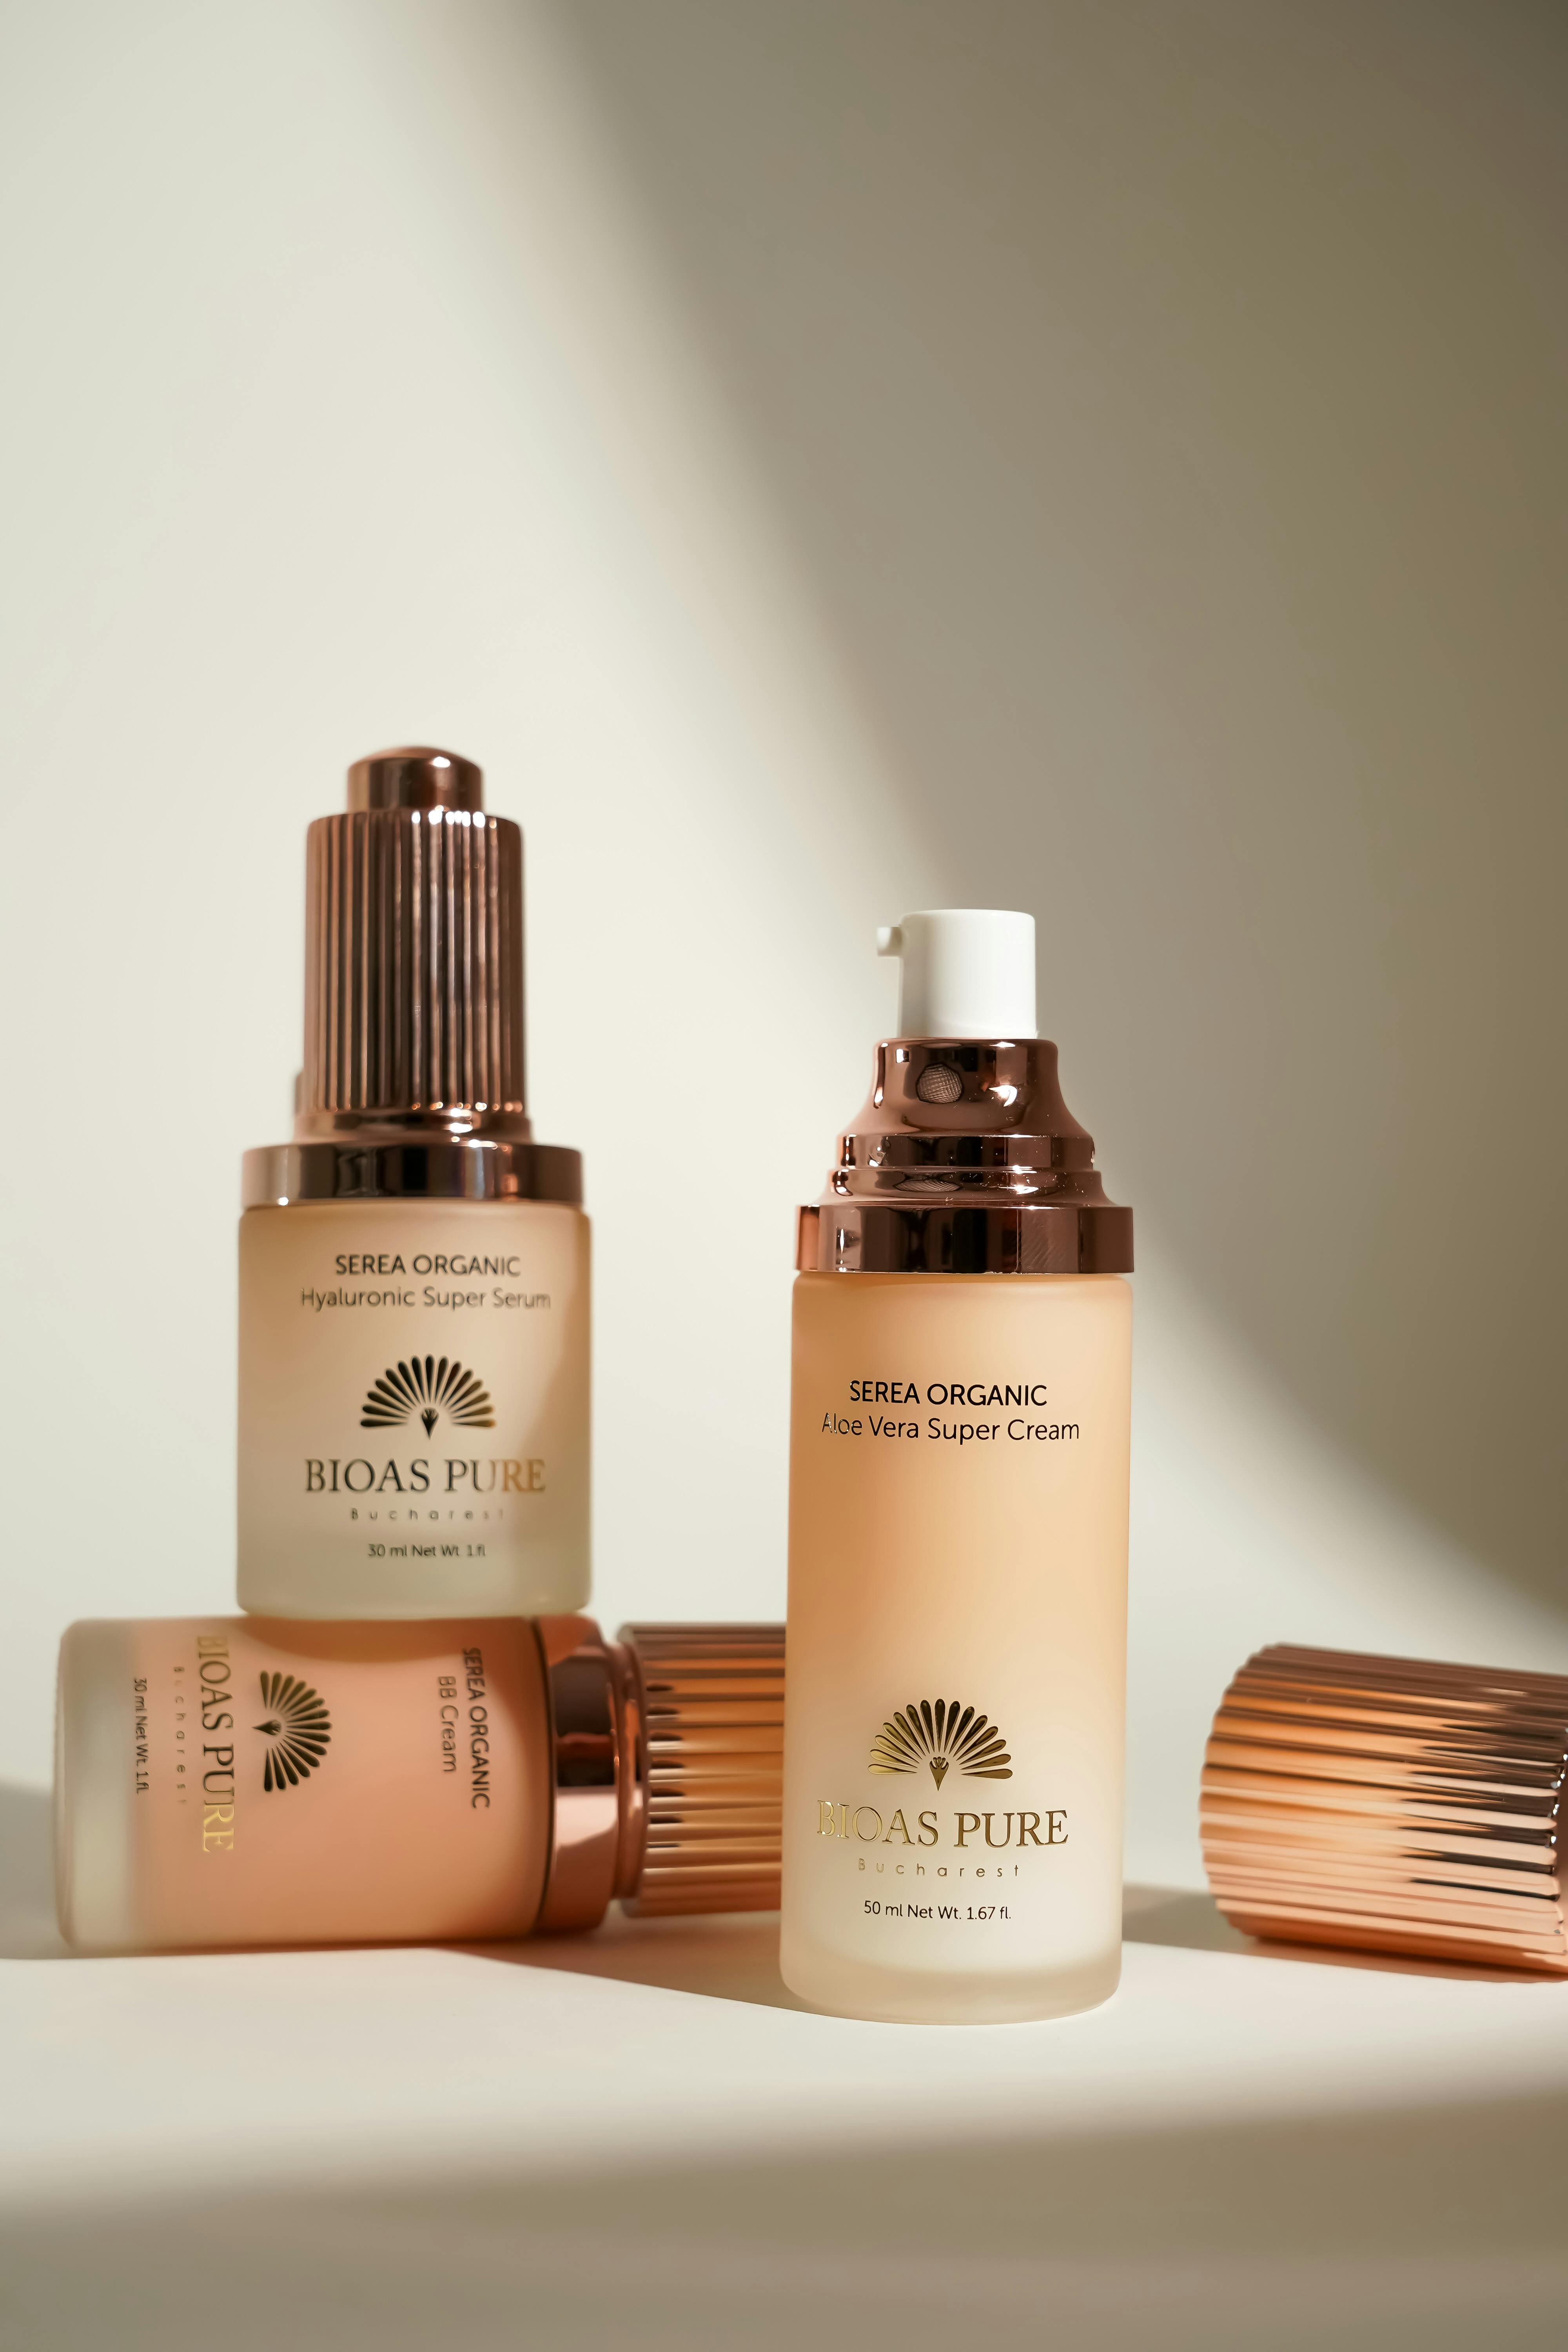 SEREA ORGANIC
Hyaluronic Super Serum
BIOAS PURE
Bucharest
30 ml Net Wt. 1.fl.
SEREA ORGANIC
BB Cream
BIOAS PURE
Bucharest
30 ml Net Wt. 1.fl.
SEREA ORGANIC
Aloe Vera Super Cream
BIOAS PURE
Bucharest
50 ml Net Wt. 1.67 fl.